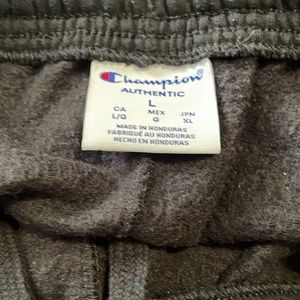 Champion
AUTHENTIC
L
CA MEX JPN
L/G G XL
MADE IN HONDURAS
FABRIQUÉ AU HONDURAS
HECHO EN HONDURAS